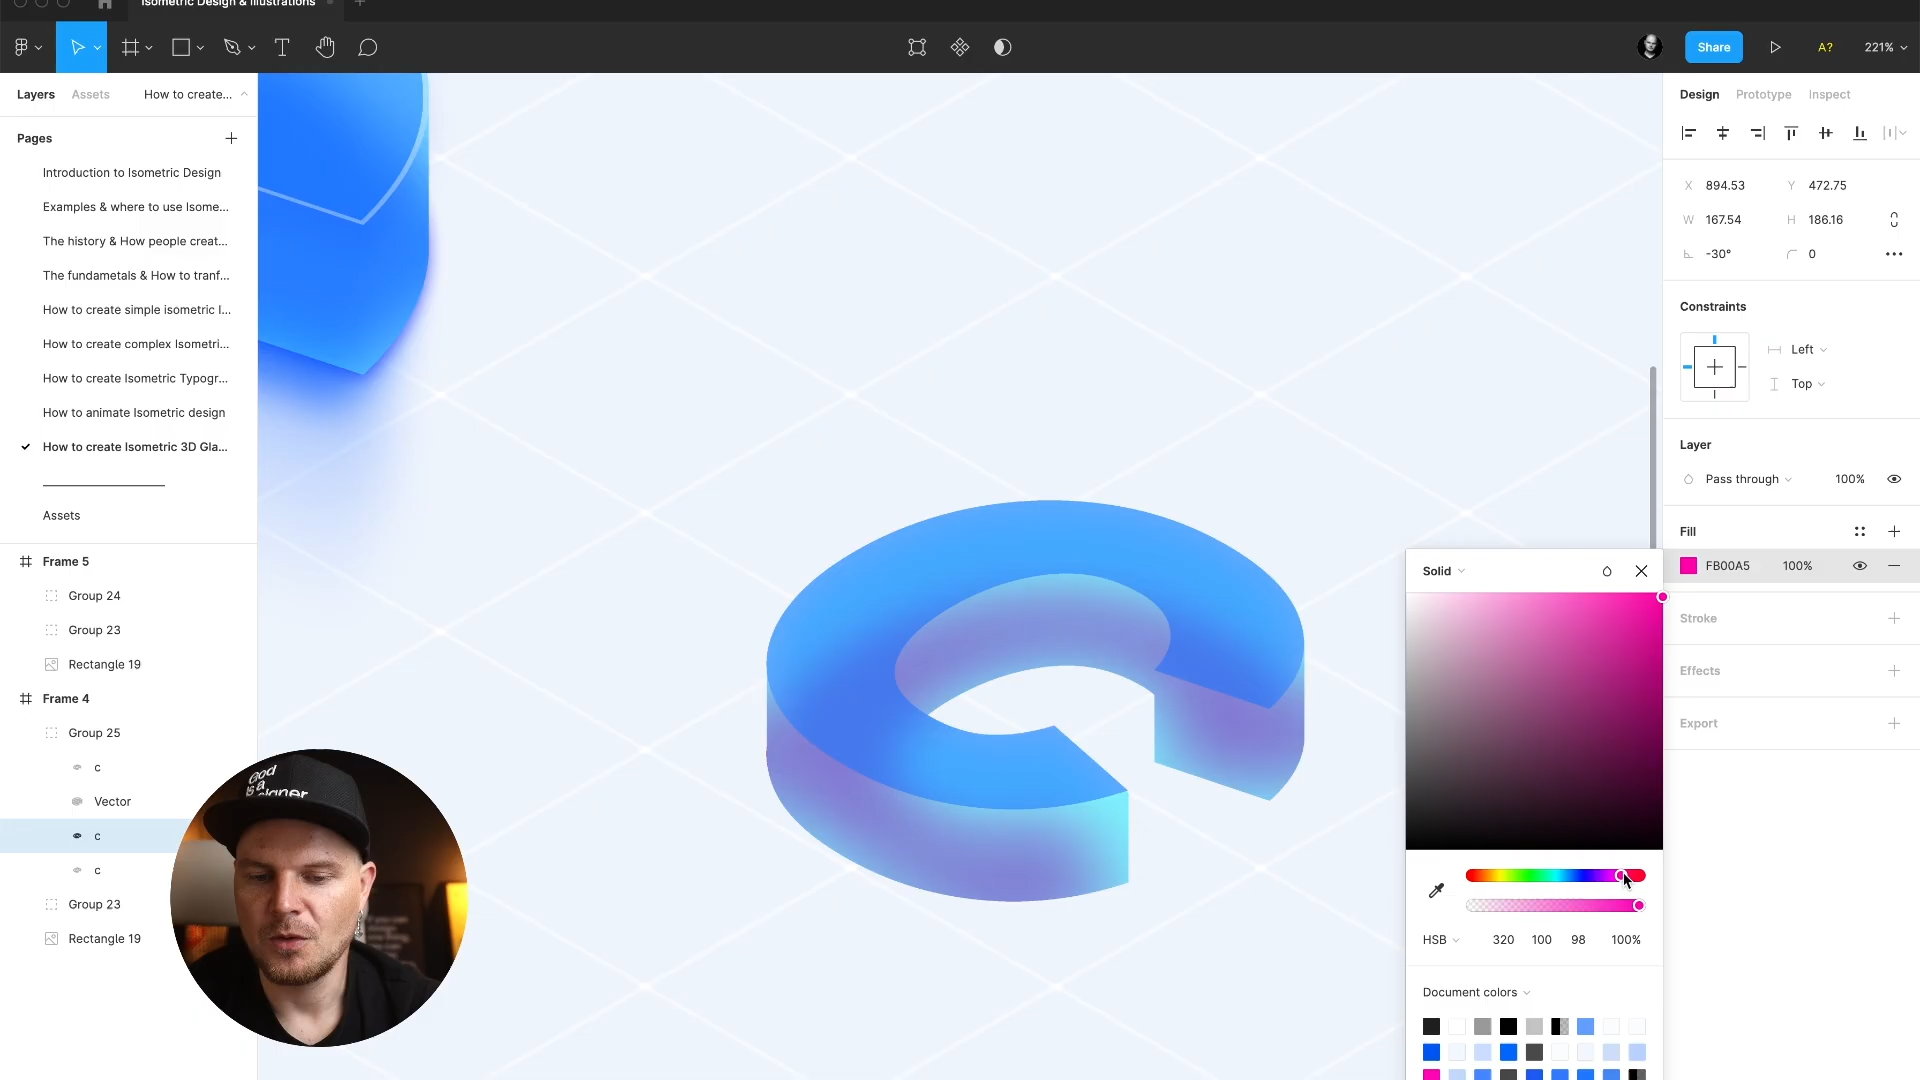 Isometric Design & Illustrations
Share
A?
221%
Layers
Assets
How to create...
Pages
Introduction to Isometric Design
Examples & where to use Isome...
The history & How people creat...
The fundametals & How to tranf...
How to create simple isometric I...
How to create complex Isometri...
How to create Isometric Typogr...
How to animate Isometric design
How to create Isometric 3D Gla...
Assets
Frame 5
Group 24
Group 23
Rectangle 19
Frame 4
Group 25
c
Vector
c
c
Group 23
Rectangle 19
God
is a
Design
Prototype
Inspect
X 894.53 Y 472.75
W 167.54 H 186.16
-30° 0
Constraints
Left
Top
Layer
Pass through 100%
Fill
FB00A5 100%
Stroke
Effects
Export
Solid
HSB 320 100 98 100%
Document colors